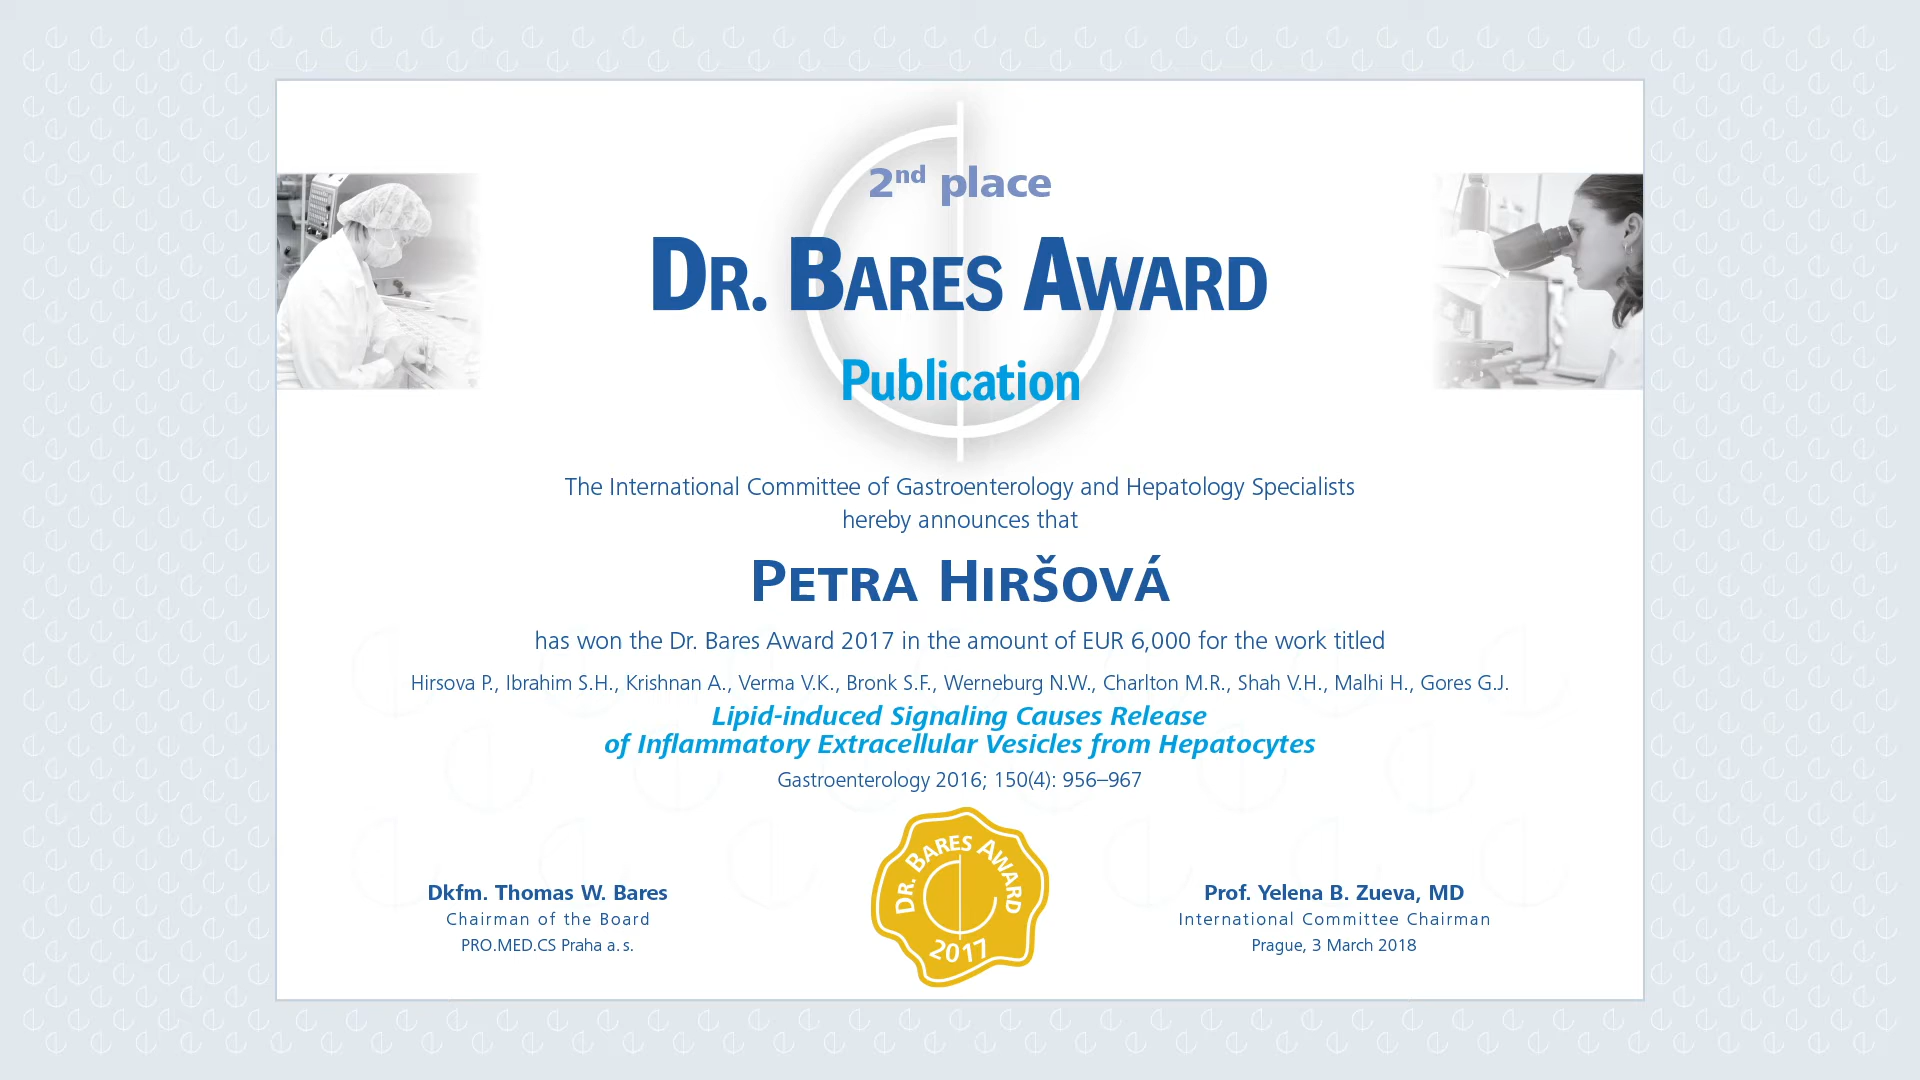 2nd place
DR. BARES AWARD
Publication
The International Committee of Gastroenterology and Hepatology Specialists
hereby announces that
PETRA HIRŠOVÁ
has won the Dr. Bares Award 2017 in the amount of EUR 6,000 for the work titled
Hirsova P., Ibrahim S.H., Krishnan A., Verma V.K., Bronk S.F., Werneburg N.W., Charlton M.R., Shah V.H., Malhi H., Gores G.J.
Lipid-induced Signaling Causes Release
of Inflammatory Extracellular Vesicles from Hepatocytes
Gastroenterology 2016; 150(4): 956–967
DR. BARES AWARD
2017
Dkfm. Thomas W. Bares
Chairman of the Board
PRO.MED.CS Praha a. s.
Prof. Yelena B. Zueva, MD
International Committee Chairman
Prague, 3 March 2018